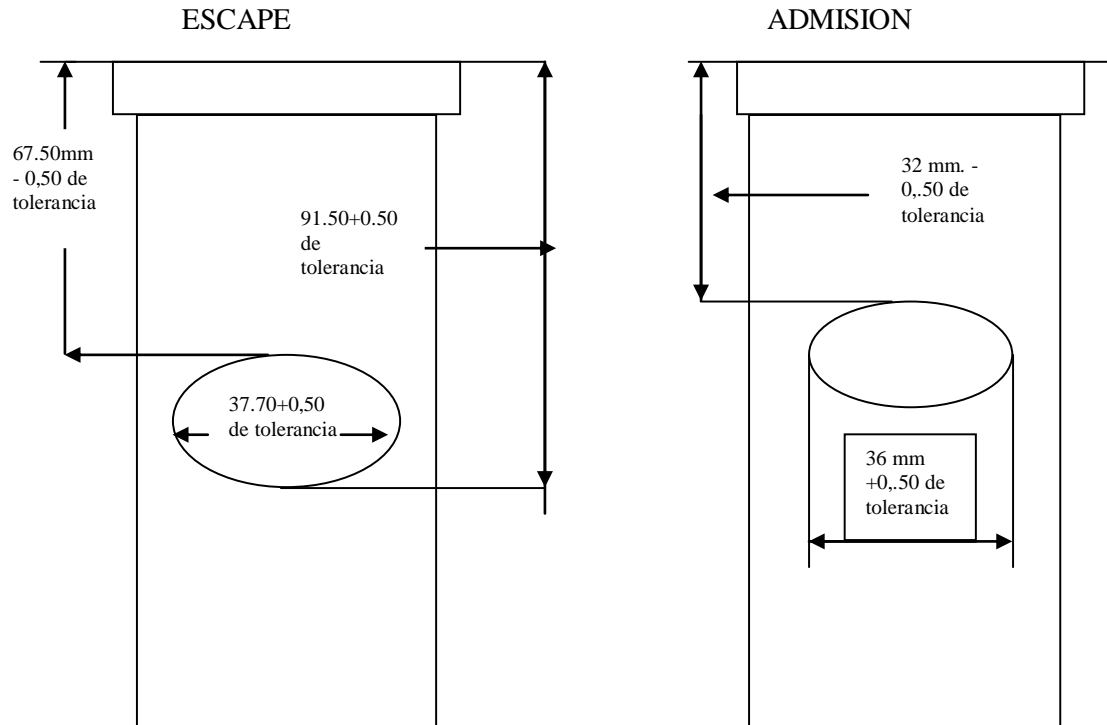 ESCAPE
67.50mm
- 0,50 de
tolerancia
91.50+0.50
de
tolerancia
37.70+0,50
de tolerancia
ADMISION
32 mm. -
0,.50 de
tolerancia
36 mm
+0,.50 de
tolerancia